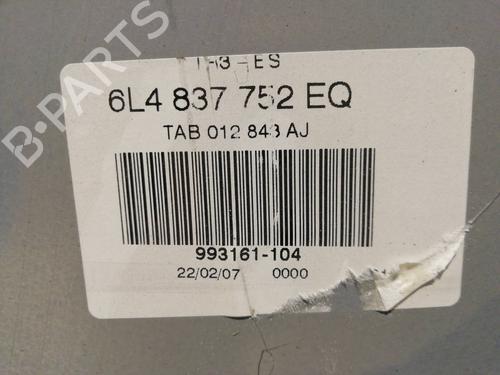 B-PARTS
6L4 837 752 EQ
TAB 012 843 AJ
993161-104
22/02/07 0000